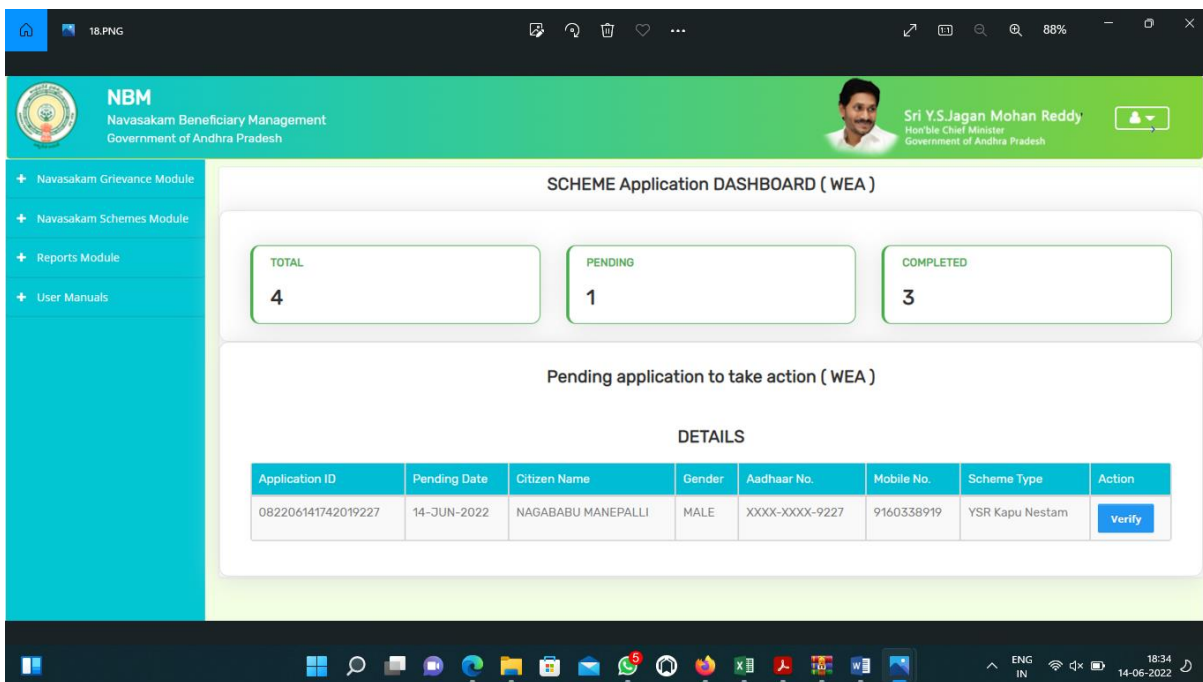 18.PNG
88%
NBM
Navasakam Beneficiary Management
Government of Andhra Pradesh
Sri Y.S.Jagan Mohan Reddy
Hon'ble Chief Minister
Government of Andhra Pradesh
Navasakam Grievance Module
Navasakam Schemes Module
Reports Module
User Manuals
SCHEME Application DASHBOARD ( WEA )
TOTAL
4
PENDING
1
COMPLETED
3
Pending application to take action ( WEA )
DETAILS
Application ID Pending Date Citizen Name Gender Aadhaar No. Mobile No. Scheme Type Action
082206141742019227 14-JUN-2022 NAGABABU MANEPALLI MALE XXXX-XXXX-9227 9160338919 YSR Kapu Nestam Verify
5
ENG
IN
18:34
14-06-2022